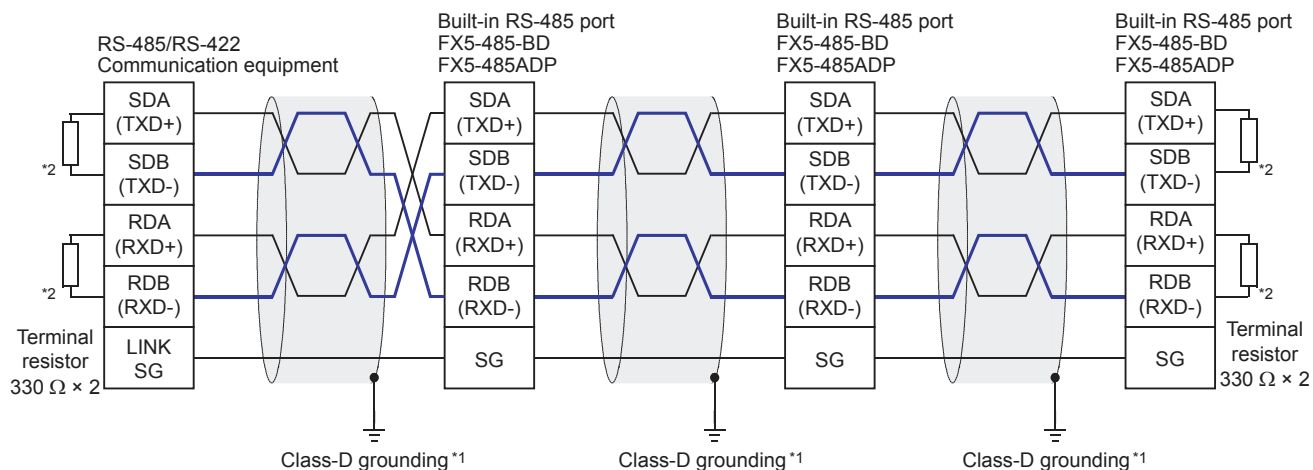 RS-485/RS-422
Communication equipment
Built-in RS-485 port
FX5-485-BD
FX5-485ADP
Built-in RS-485 port
FX5-485-BD
FX5-485ADP
Built-in RS-485 port
FX5-485-BD
FX5-485ADP
*2
*2
Terminal
resistor
330 Ω × 2
SDA
(TXD+)
SDB
(TXD-)
RDA
(RXD+)
RDB
(RXD-)
LINK
SG
SDA
(TXD+)
SDB
(TXD-)
RDA
(RXD+)
RDB
(RXD-)
SG
SDA
(TXD+)
SDB
(TXD-)
RDA
(RXD+)
RDB
(RXD-)
SG
SDA
(TXD+)
SDB
(TXD-)
RDA
(RXD+)
RDB
(RXD-)
SG
*2
*2
Terminal
resistor
330 Ω × 2
Class-D grounding *1
Class-D grounding *1
Class-D grounding *1